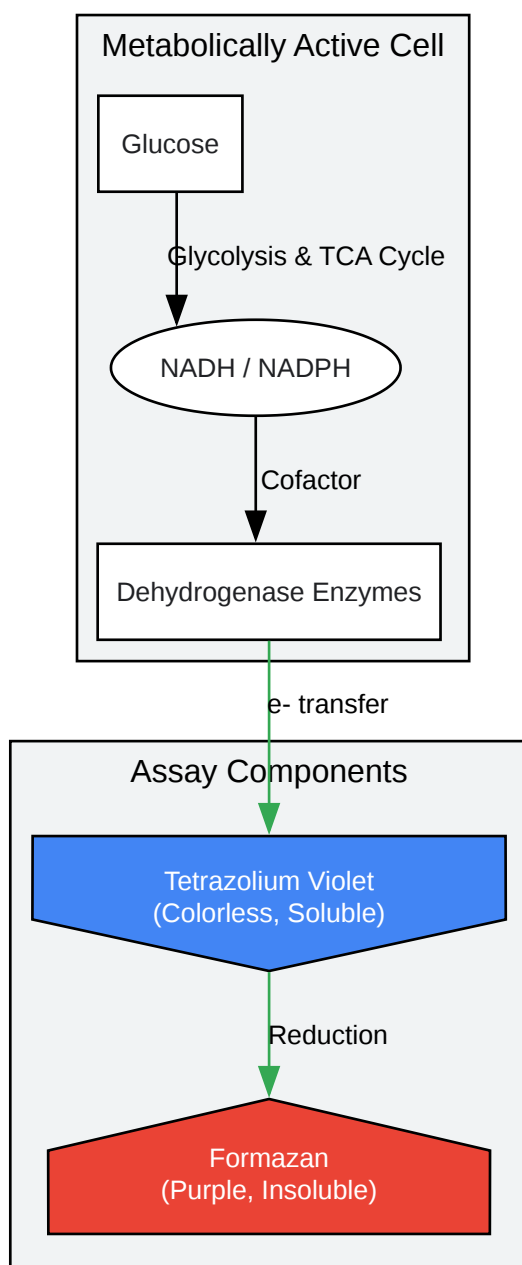 Metabolically Active Cell
Glucose
Glycolysis & TCA Cycle
NADH / NADPH
Cofactor
Dehydrogenase Enzymes
e- transfer
Assay Components
Tetrazolium Violet
(Colorless, Soluble)
Reduction
Formazan
(Purple, Insoluble)